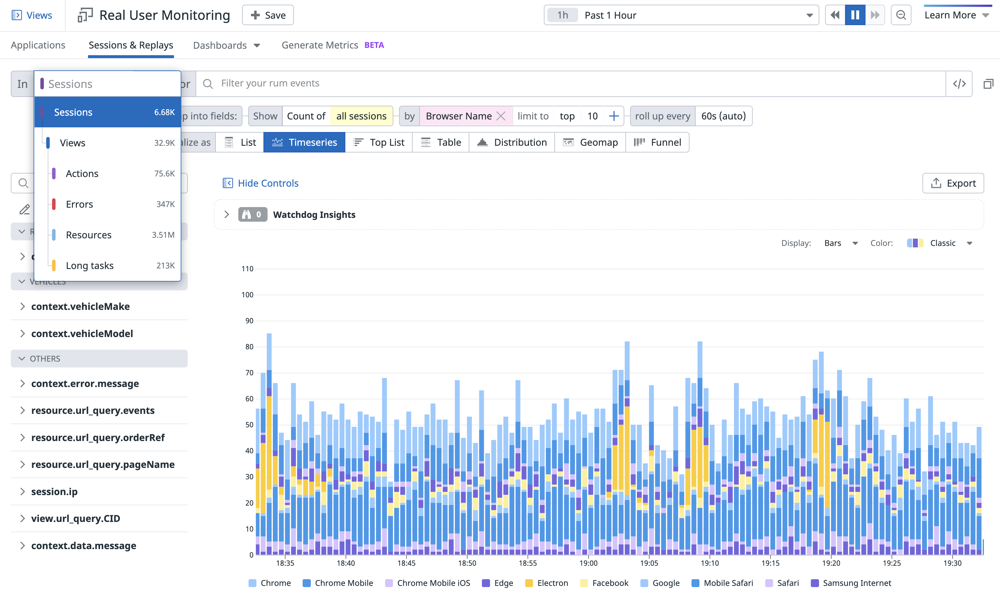 Views
Real User Monitoring
Save
1h Past 1 Hour
Learn More
Applications
Sessions & Replays
Dashboards
Generate Metrics BETA
In
Sessions
or
Filter your rum events
</>
Sessions 6.68K
p into fields:
Show Count of all sessions
by Browser Name limit to top 10
roll up every 60s (auto)
Views 32.9K
alize as
List
Timeseries
Top List
Table
Distribution
Geomap
Funnel
Actions 75.6K
Hide Controls
Export
Errors 347K
0 Watchdog Insights
R
Resources 3.51M
Display: Bars
Color: Classic
Long tasks 213K
VEHICLES
context.vehicleMake
context.vehicleModel
OTHERS
context.error.message
resource.url_query.events
resource.url_query.orderRef
resource.url_query.pageName
session.ip
view.url_query.CID
context.data.message
110
100
90
80
70
60
50
40
30
20
10
0
18:35 18:40 18:45 18:50 18:55 19:00 19:05 19:10 19:15 19:20 19:25 19:30
Chrome Chrome Mobile Chrome Mobile iOS Edge Electron Facebook Google Mobile Safari Safari Samsung Internet